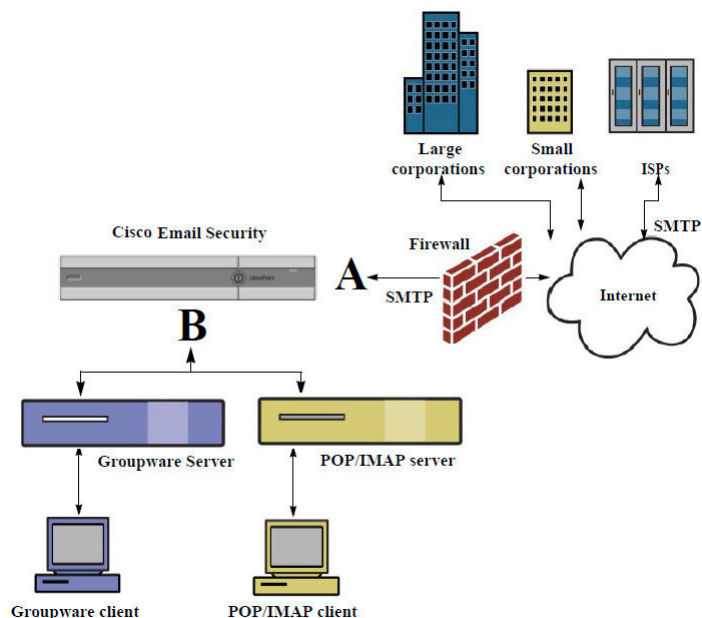 Large
corporations
Small
corporations
ISPs
SMTP
Cisco Email Security
Firewall
A
SMTP
Internet
B
Groupware Server
POP/IMAP server
Groupware client
POP/IMAP client